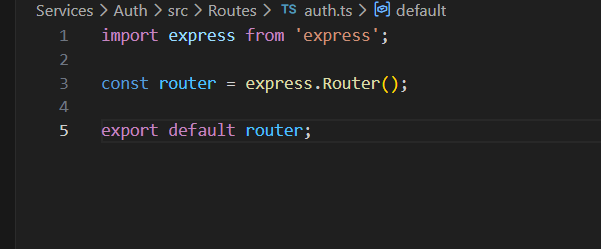 Services > Auth > src > Routes > TS auth.ts > default
1 import express from 'express';
2
3 const router = express.Router();
4
5 export default router;